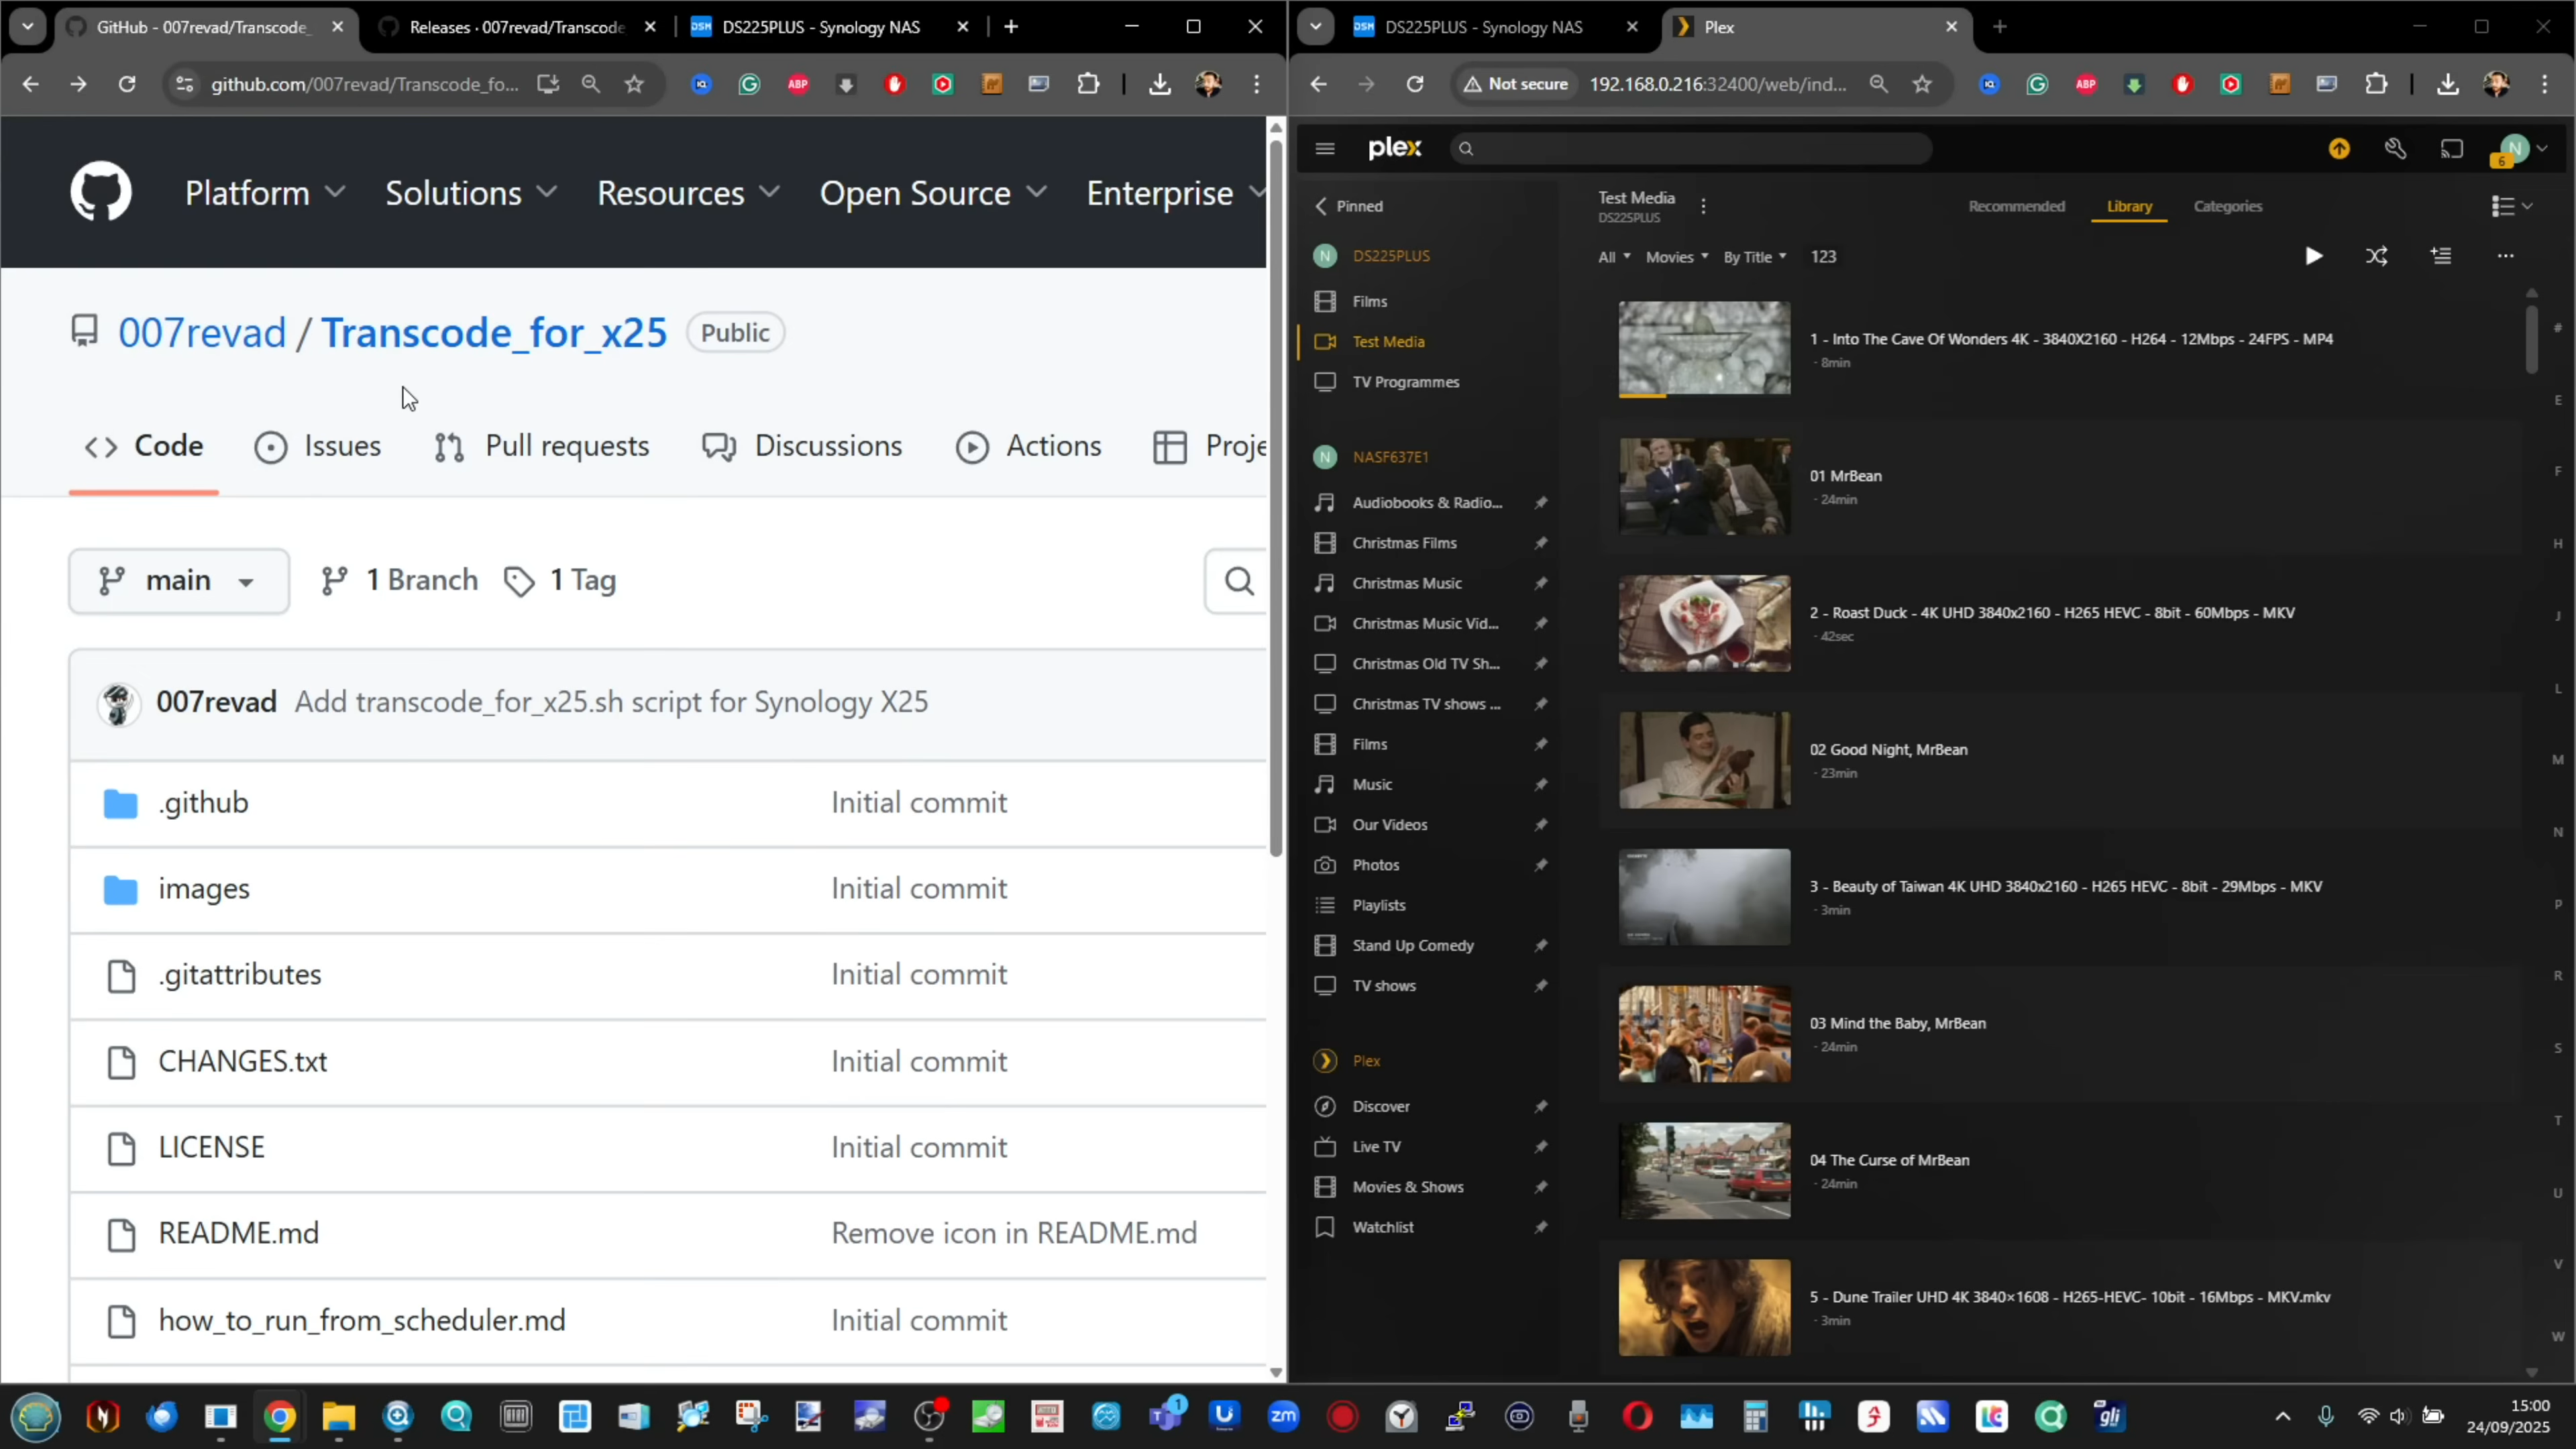 GitHub - 007revad/Transcode_
Releases · 007revad/Transcode
DSM DS225PLUS - Synology NAS
github.com/007revad/Transcode_fo...
ABP
Platform
Solutions
Resources
Open Source
Enterprise
007revad / Transcode_for_x25
Public
Code
Issues
Pull requests
Discussions
Actions
Proje
main
1 Branch
1 Tag
007revad Add transcode_for_x25.sh script for Synology X25
.github Initial commit
images Initial commit
.gitattributes Initial commit
CHANGES.txt Initial commit
LICENSE Initial commit
README.md Remove icon in README.md
how_to_run_from_scheduler.md Initial commit
DSM DS225PLUS - Synology NAS
Plex
Not secure 192.168.0.216:32400/web/ind...
ABP
plex
N
6
Pinned
N DS225PLUS
Films
Test Media
TV Programmes
N NASF637E1
Audiobooks & Radio...
Christmas Films
Christmas Music
Christmas Music Vid...
Christmas Old TV Sh...
Christmas TV shows ...
Films
Music
Our Videos
Photos
Playlists
Stand Up Comedy
TV shows
Plex
Discover
Live TV
Movies & Shows
Watchlist
Test Media
DS225PLUS
Recommended
Library
Categories
All
Movies
By Title
123
1 - Into The Cave Of Wonders 4K - 3840X2160 - H264 - 12Mbps - 24FPS - MP4
· 8min
01 MrBean
· 24min
2 - Roast Duck - 4K UHD 3840x2160 - H265 HEVC - 8bit - 60Mbps - MKV
· 42sec
02 Good Night, MrBean
· 23min
3 - Beauty of Taiwan 4K UHD 3840x2160 - H265 HEVC - 8bit - 29Mbps - MKV
· 3min
03 Mind the Baby, MrBean
· 24min
04 The Curse of MrBean
· 24min
5 - Dune Trailer UHD 4K 3840×1608 - H265-HEVC- 10bit - 16Mbps - MKV.mkv
· 3min
#
E
F
H
J
L
M
N
P
R
S
T
U
V
W
1
zm
gli
15:00
24/09/2025